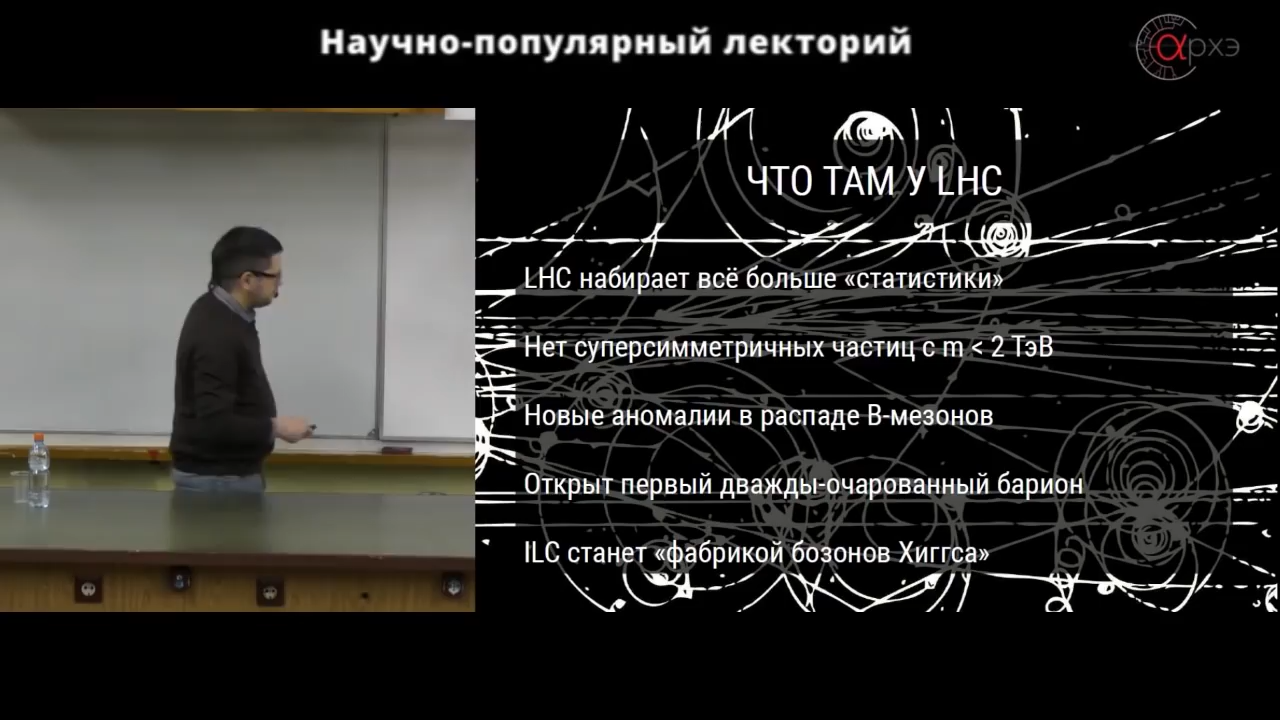 Научно-популярный лекторий
αрхэ
ЧТО ТАМ У LHC
LHC набирает всё больше «статистики»
Нет суперсимметричных частиц с m < 2 ТэВ
Новые аномалии в распаде B-мезонов
Открыт первый дважды-очарованный барион
ILC станет «фабрикой бозонов Хиггса»